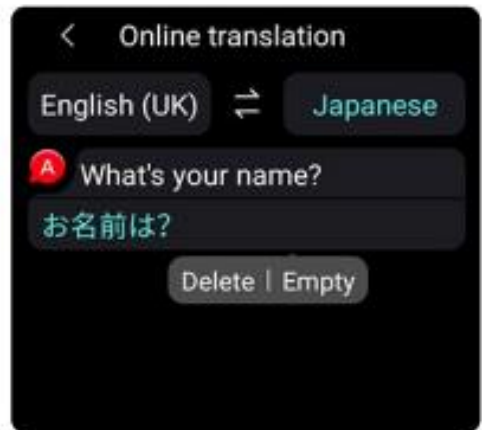 < Online translation
English (UK) ⇌ Japanese
A What's your name?
お名前は?
Delete | Empty